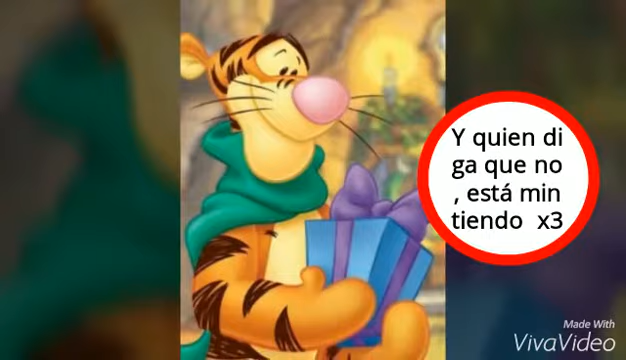 Y quien di
ga que no
, está min
tiendo  x3
Made With
VivaVideo